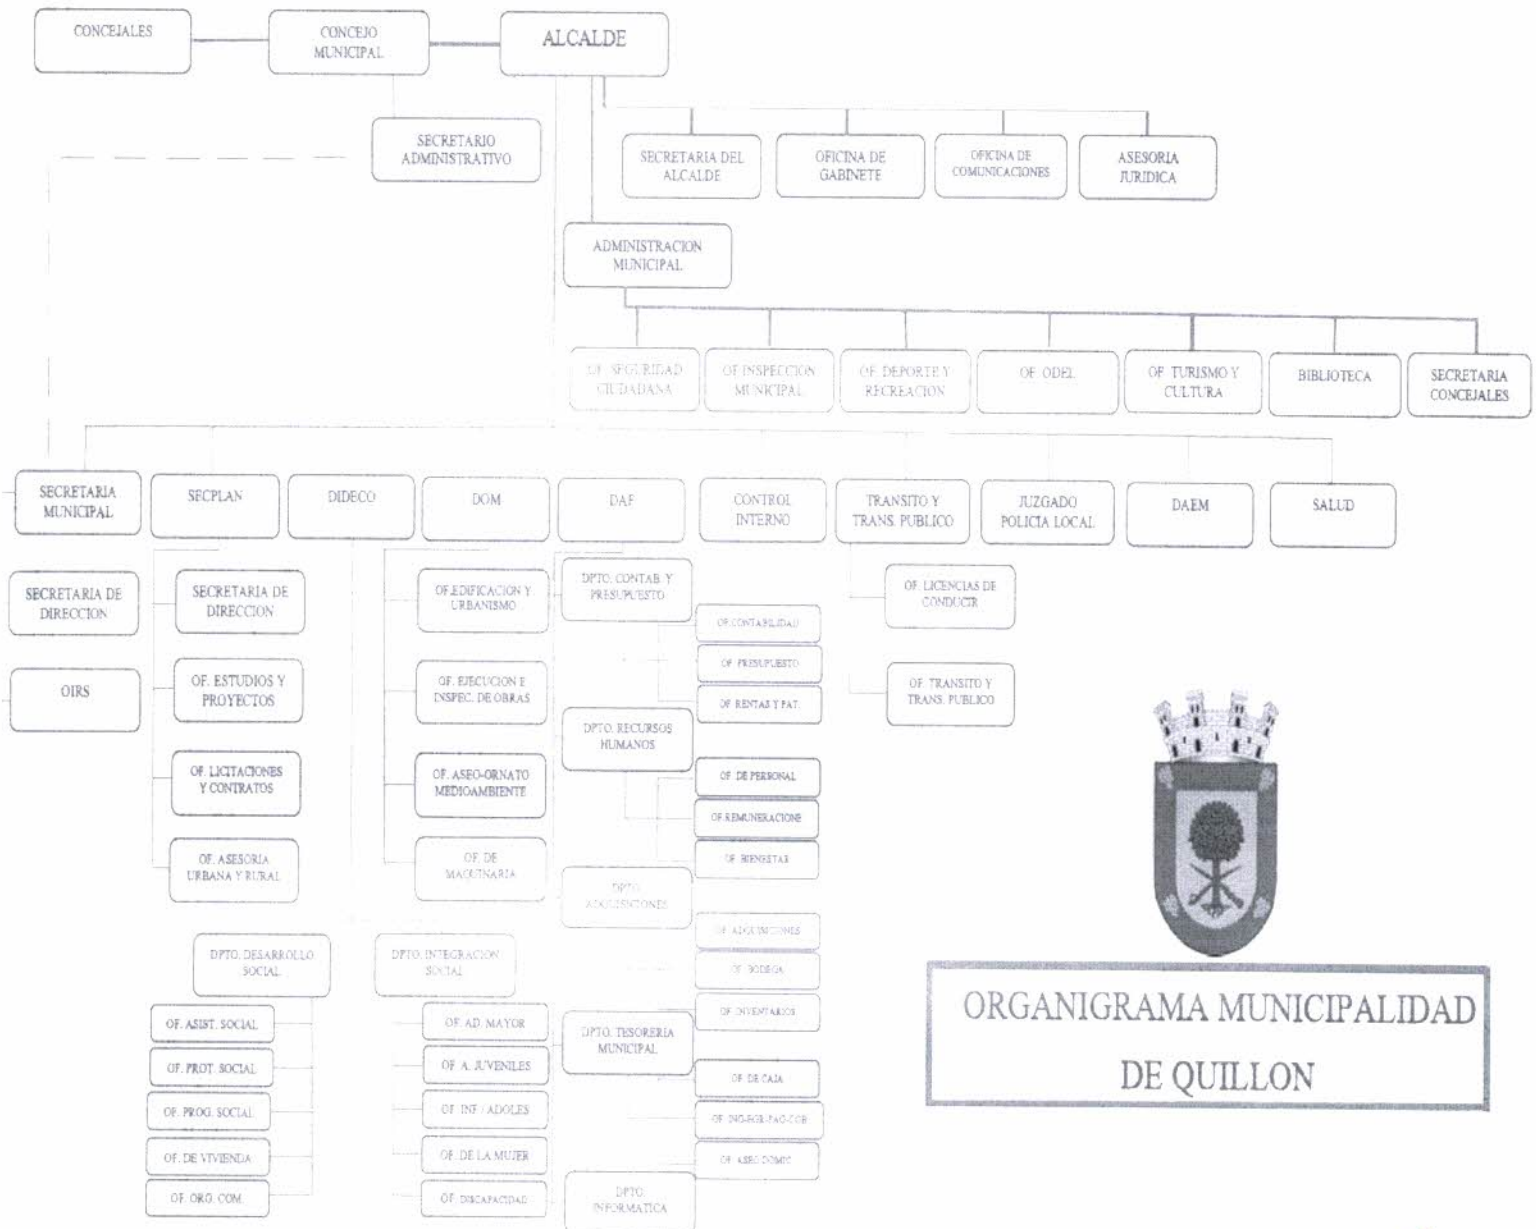 CONCEJALES
CONCEJO
MUNICIPAL
ALCALDE
SECRETARIO
ADMINISTRATIVO
SECRETARIA DEL
ALCALDE
OFICINA DE
GABINETE
OFICINA DE
COMUNICACIONES
ASESORIA
JURIDICA
ADMINISTRACION
MUNICIPAL
OF. SEGURIDAD
CIUDADANA
OF INSPECCION
MUNICIPAL
OF. DEPORTE Y
RECREACION
OF ODEL
OF TURISMO Y
CULTURA
BIBLIOTECA
SECRETARIA
CONCEJALES
SECRETARIA
MUNICIPAL
SECPLAN
DIDECO
DOM
DAF
CONTROL
INTERNO
TRANSITO Y
TRANS. PUBLICO
JUZGADO
POLICIA LOCAL
DAEM
SALUD
SECRETARIA DE
DIRECCION
OIRS
SECRETARIA DE
DIRECCION
OF. ESTUDIOS Y
PROYECTOS
OF. LICITACIONES
Y CONTRATOS
OF. ASESORIA
URBANA Y RURAL
OF.EDIFICACION Y
URBANISMO
OF. EJECUCION E
INSPEC. DE OBRAS
OF. ASEO-ORNATO
MEDIOAMBIENTE
OF. DE
MAQUINARIA
DPTO. CONTAB. Y
PRESUPUESTO
OF.CONTABILIDAD
OF PRESUPUESTO
OF RENTAS Y PAT.
DPTO. RECURSOS
HUMANOS
OF DE PERSONAL
OF.REMUNERACIONE
OF BIENESTAR
DPTO.
ADQUISICIONES
OF ADQUISICIONES
OF BODEGA
OF INVENTARIOS
DPTO. TESORERIA
MUNICIPAL
OF DE CAJA
OF ING-EGR-PAG-COB
OF ASEO DOMIC
DPTO.
INFORMATICA
OF. LICENCIAS DE
CONDUCIR
OF TRANSITO Y
TRANS. PUBLICO
DPTO. DESARROLLO
SOCIAL
OF. ASIST. SOCIAL
OF. PROT. SOCIAL
OF. PROG. SOCIAL
OF. DE VIVIENDA
OF. ORG. COM.
DPTO. INTEGRACION
SOCIAL
OF. AD. MAYOR
OF. A. JUVENILES
OF. INF / ADOLES
OF. DE LA MUJER
OF. DISCAPACIDAD
ORGANIGRAMA MUNICIPALIDAD
DE QUILLON